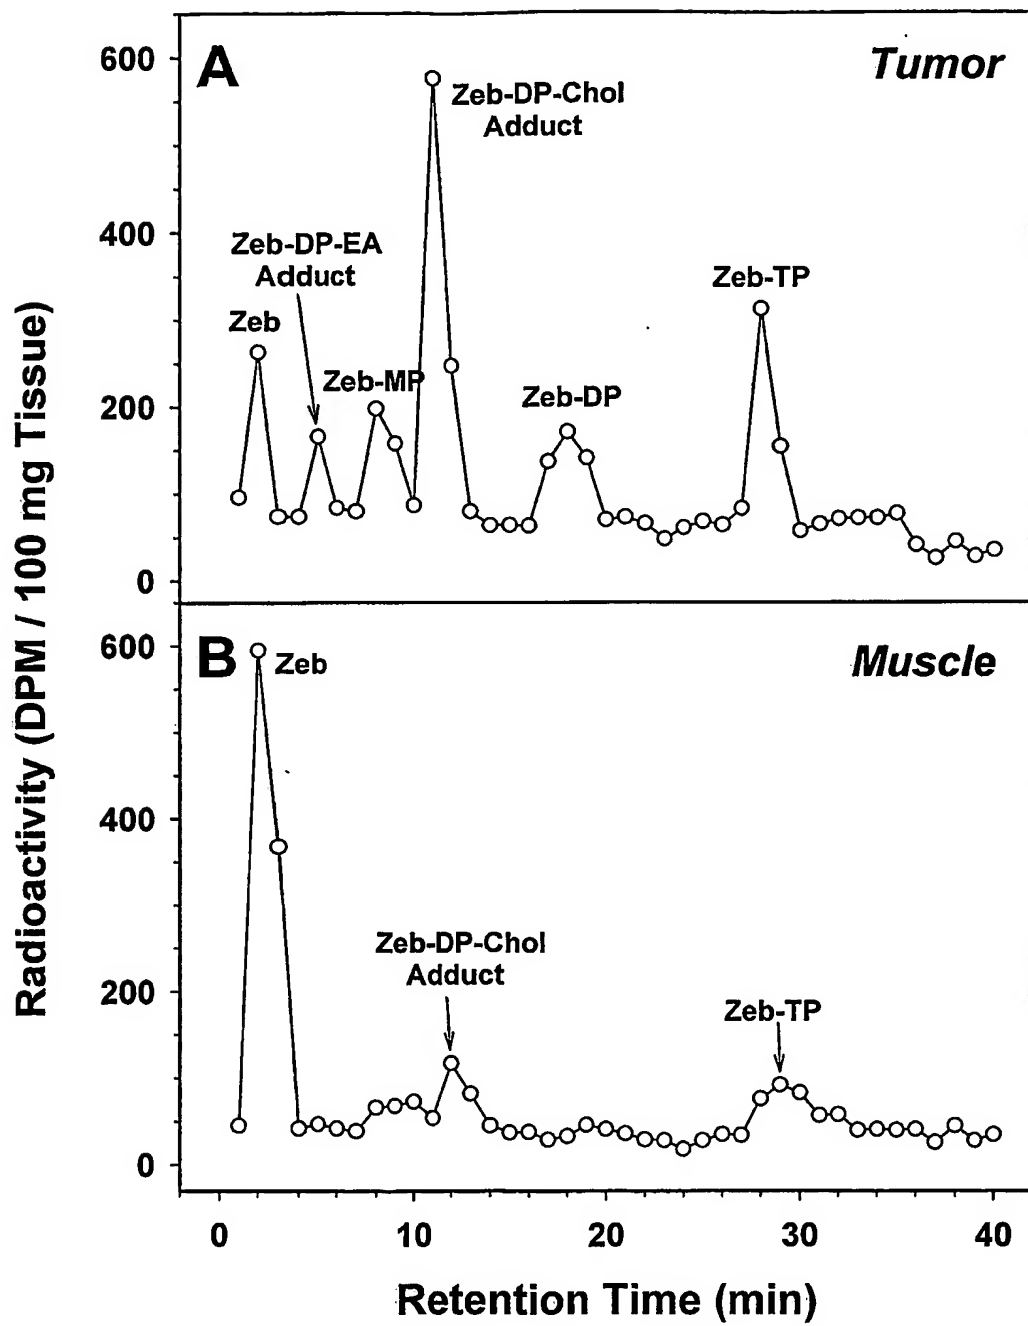 A
Tumor
600
Zeb-DP-Chol
Adduct
400
Zeb-DP-EA
Adduct
Zeb
Zeb-MP
Zeb-TP
Zeb-DP
200
0
B
Muscle
600
Zeb
400
Zeb-DP-Chol
Adduct
200
Zeb-TP
0
0 10 20 30 40
Retention Time (min)
Radioactivity (DPM / 100 mg Tissue)